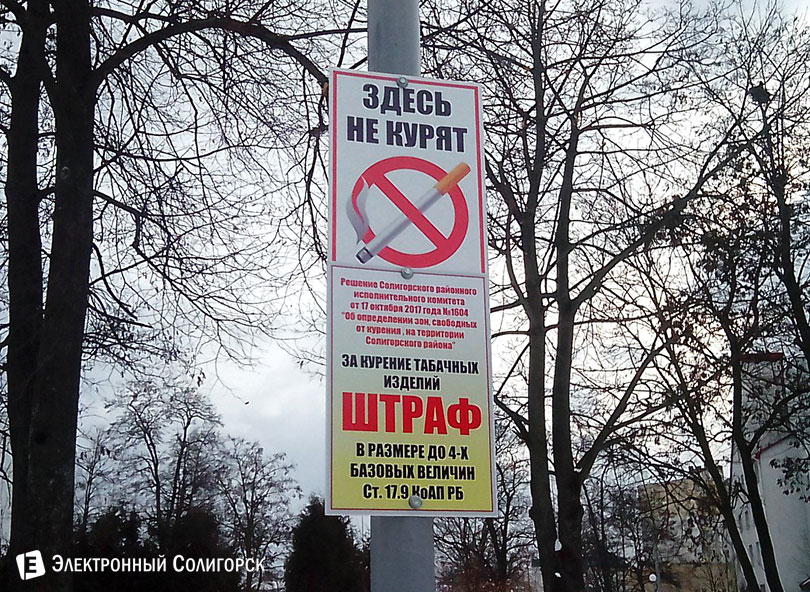 ЗДЕСЬ
НЕ КУРЯТ
Решение Солигорского районного
исполнительного комитета
от 17 октября 2017 года №1604
"Об определении зон, свободных
от курения , на территории
Солигорского района"
ЗА КУРЕНИЕ ТАБАЧНЫХ
ИЗДЕЛИЙ
ШТРАФ
В РАЗМЕРЕ ДО 4-Х
БАЗОВЫХ ВЕЛИЧИН
Ст. 17.9 КоАП РБ
E Электронный Солигорск